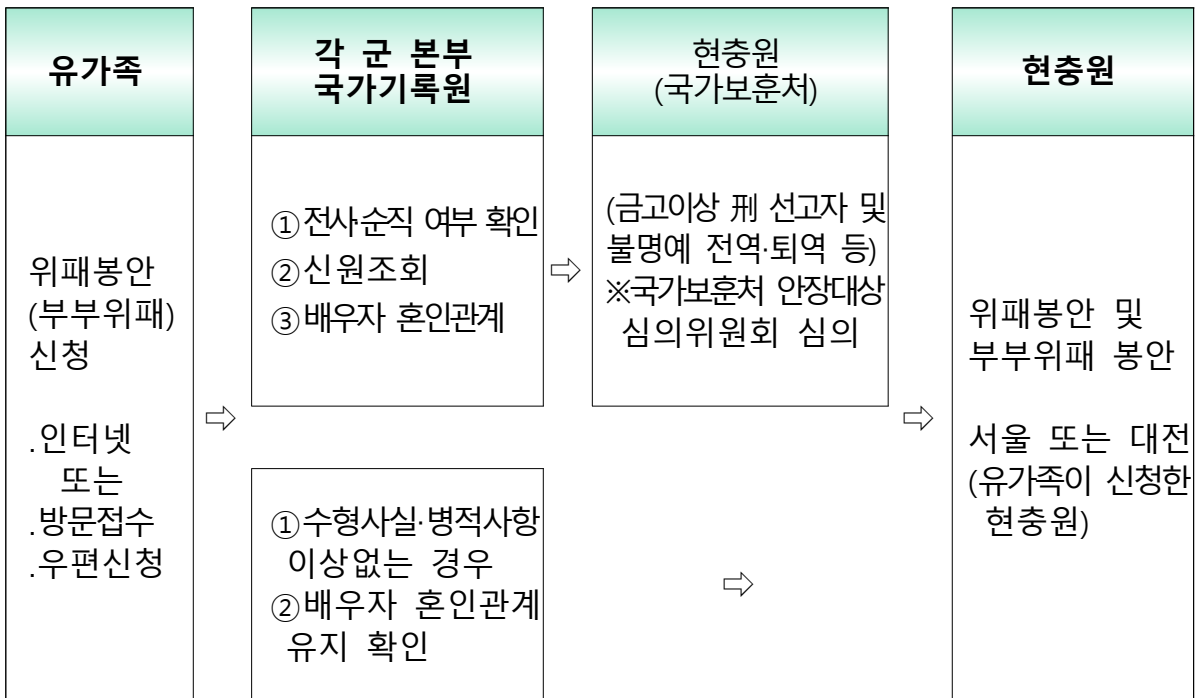 유가족
각 군 본부
국가기록원
현충원
(국가보훈처)
현충원
위패봉안
(부부위패)
신청
.인터넷
또는
.방문접수
.우편신청
⇨
①전사·순직 여부 확인
②신원조회
③배우자 혼인관계
⇨
(금고이상 刑 선고자 및
불명예 전역·퇴역 등)
※국가보훈처 안장대상
심의위원회 심의
①수형사실·병적사항
이상없는 경우
②배우자 혼인관계
유지 확인
⇨
⇨
위패봉안 및
부부위패 봉안
서울 또는 대전
(유가족이 신청한
현충원)